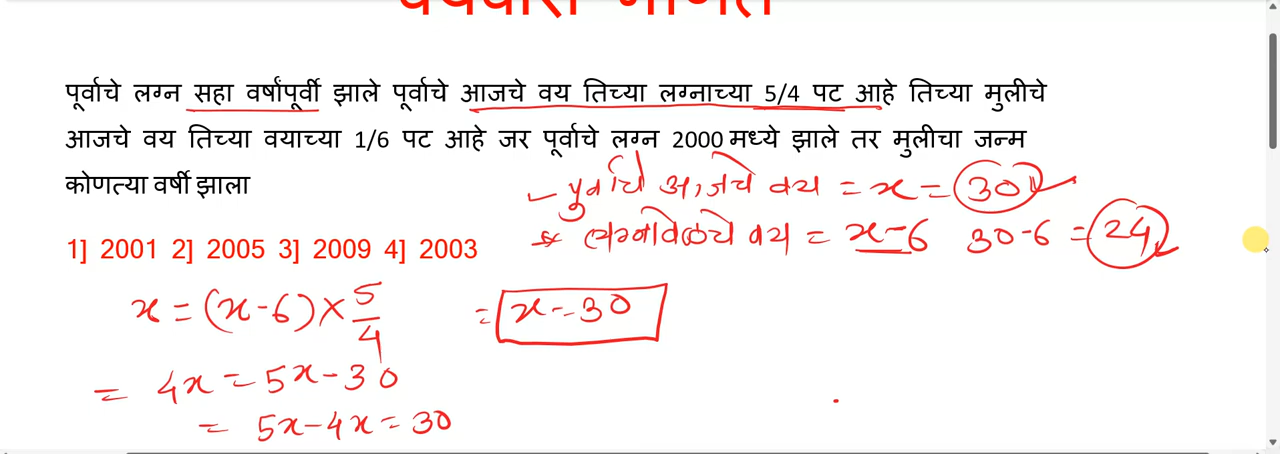 पूर्वाचे लग्न सहा वर्षांपूर्वी झाले पूर्वाचे आजचे वय तिच्या लग्नाच्या 5/4 पट आहे तिच्या मुलीचे
आजचे वय तिच्या वयाच्या 1/6 पट आहे जर पूर्वाचे लग्न 2000 मध्ये झाले तर मुलीचा जन्म
कोणत्या वर्षी झाला
पुर्वाचे आजचे वय = x = 30
लग्नावेळचे वय = x - 6 30 - 6 = 24
1] 2001 2] 2005 3] 2009 4] 2003
x = (x - 6) × 5/4 = x = 30
= 4x = 5x - 30
= 5x - 4x = 30